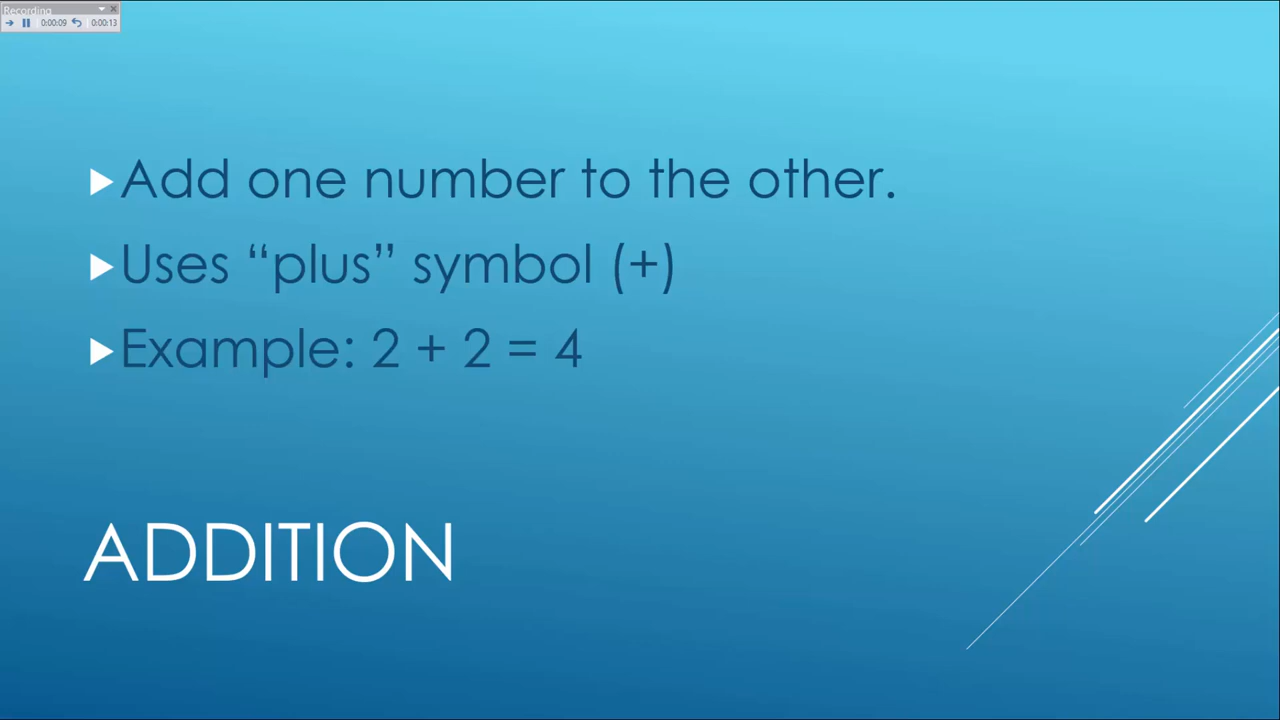 Recording
0:00:09 0:00:13
Add one number to the other.
Uses “plus” symbol (+)
Example: 2 + 2 = 4
ADDITION